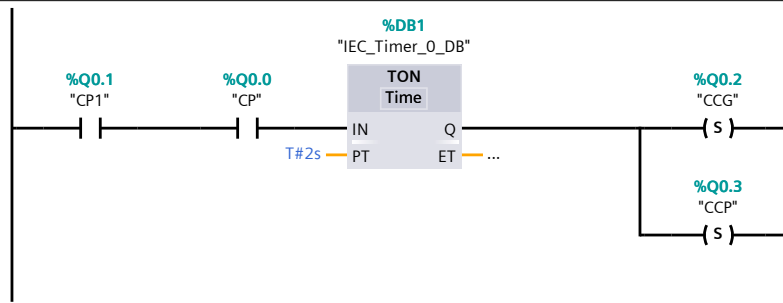 %DB1
"IEC_Timer_0_DB"
%Q0.1
"CP1"
%Q0.0
"CP"
TON
Time
%Q0.2
"CCG"
IN
Q
S
T#2s
PT
ET
...
%Q0.3
"CCP"
S